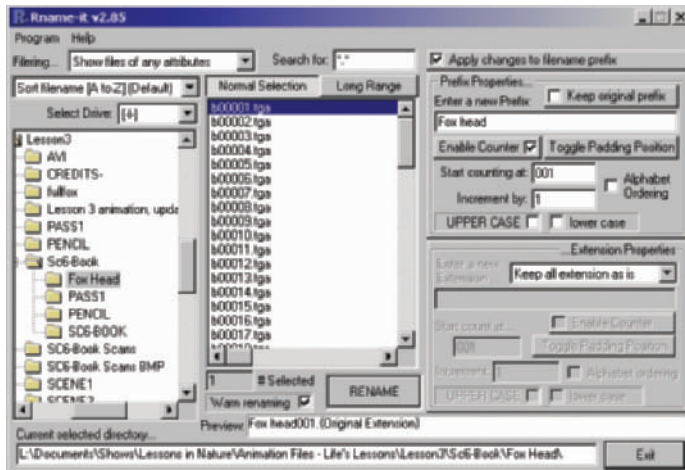 Rname-it v2.85
Program Help
Filtering... Show files of any attributes Search for: *.*
Sort filename [A to Z] (Default)
Select Drive: [-l-]
Lesson3
AVI
CREDITS-
fullfox
Lesson 3 animation, upda
PASS1
PENCIL
Sc6-Book
Fox Head
PASS1
PENCIL
SC6-BOOK
SC6-Book Scans
SC6-Book Scans BMP
SCENE1
SCENE2
Normal Selection Long Range
b00001.tga
b00002.tga
b00003.tga
b00004.tga
b00005.tga
b00006.tga
b00007.tga
b00008.tga
b00009.tga
b00010.tga
b00011.tga
b00012.tga
b00013.tga
b00014.tga
b00015.tga
b00016.tga
b00017.tga
1 # Selected
Warn renaming
RENAME
Apply changes to filename prefix
Prefix Properties...
Enter a new Prefix: Keep original prefix
Fox head
Enable Counter Toggle Padding Position
Start counting at: 001
Increment by: 1
Alphabet Ordering
UPPER CASE lower case
...Extension Properties
Enter a new Extension: Keep all extension as is
Start count at... Enable Counter
001 Toggle Padding Position
Increment: 1 Alphabet ordering
UPPER CASE lower case
Preview: Fox head001.(Original Extension)
Current selected directory...
L:\Documents\Shows\Lessons in Nature\Animation Files - Life's Lessons\Lesson3\Sc6-Book\Fox Head\
Exit